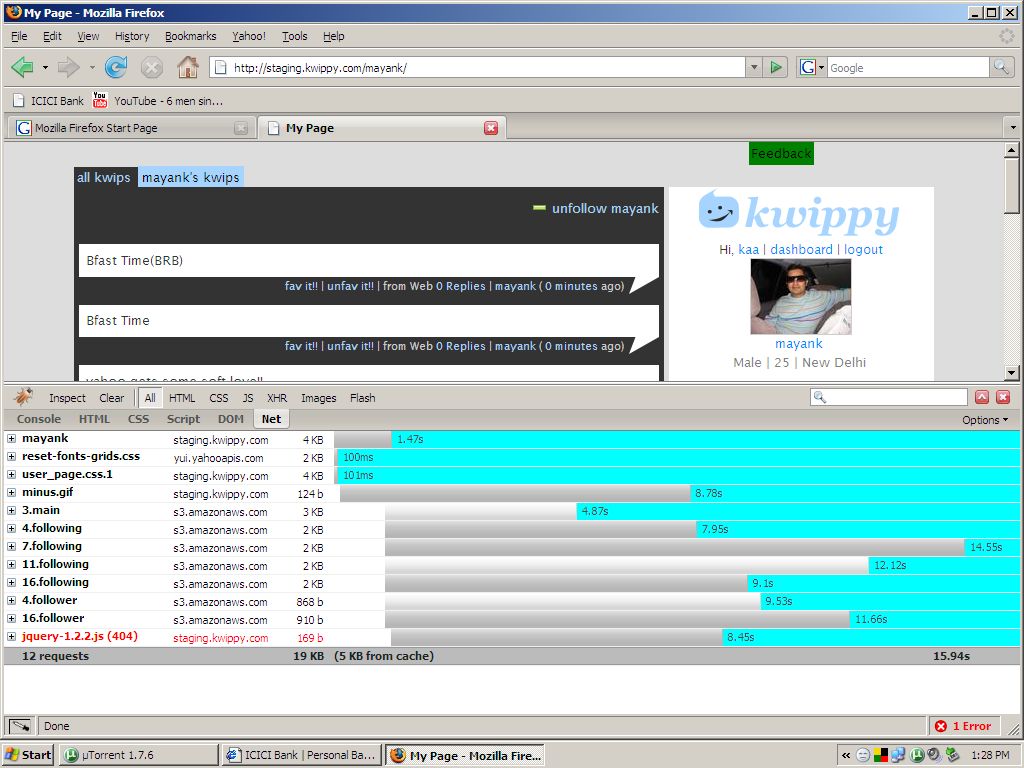 My Page - Mozilla Firefox
File Edit View History Bookmarks Yahoo! Tools Help
http://staging.kwippy.com/mayank/
G Google
ICICI Bank You Tube YouTube - 6 men sin...
G Mozilla Firefox Start Page My Page
Feedback
all kwips mayank's kwips
unfollow mayank
kwippy
Hi, kaa | dashboard | logout
Bfast Time(BRB)
fav it!! | unfav it!! | from Web 0 Replies | mayank ( 0 minutes ago)
Bfast Time
mayank
fav it!! | unfav it!! | from Web 0 Replies | mayank ( 0 minutes ago)
Male | 25 | New Delhi
yahoo gets some soft love!!
Inspect Clear All HTML CSS JS XHR Images Flash
Console HTML CSS Script DOM Net Options
mayank staging.kwippy.com 4 KB 1.47s
reset-fonts-grids.css yui.yahooapis.com 2 KB 100ms
user_page.css.1 staging.kwippy.com 4 KB 101ms
minus.gif staging.kwippy.com 124 b 8.78s
3.main s3.amazonaws.com 3 KB 4.87s
4.following s3.amazonaws.com 2 KB 7.95s
7.following s3.amazonaws.com 2 KB 14.55s
11.following s3.amazonaws.com 2 KB 12.12s
16.following s3.amazonaws.com 2 KB 9.1s
4.follower s3.amazonaws.com 868 b 9.53s
16.follower s3.amazonaws.com 910 b 11.66s
jquery-1.2.2.js (404) staging.kwippy.com 169 b 8.45s
12 requests 19 KB (5 KB from cache) 15.94s
Done 1 Error
Start µTorrent 1.7.6 ICICI Bank | Personal Ba... My Page - Mozilla Fire... « 1:28 PM